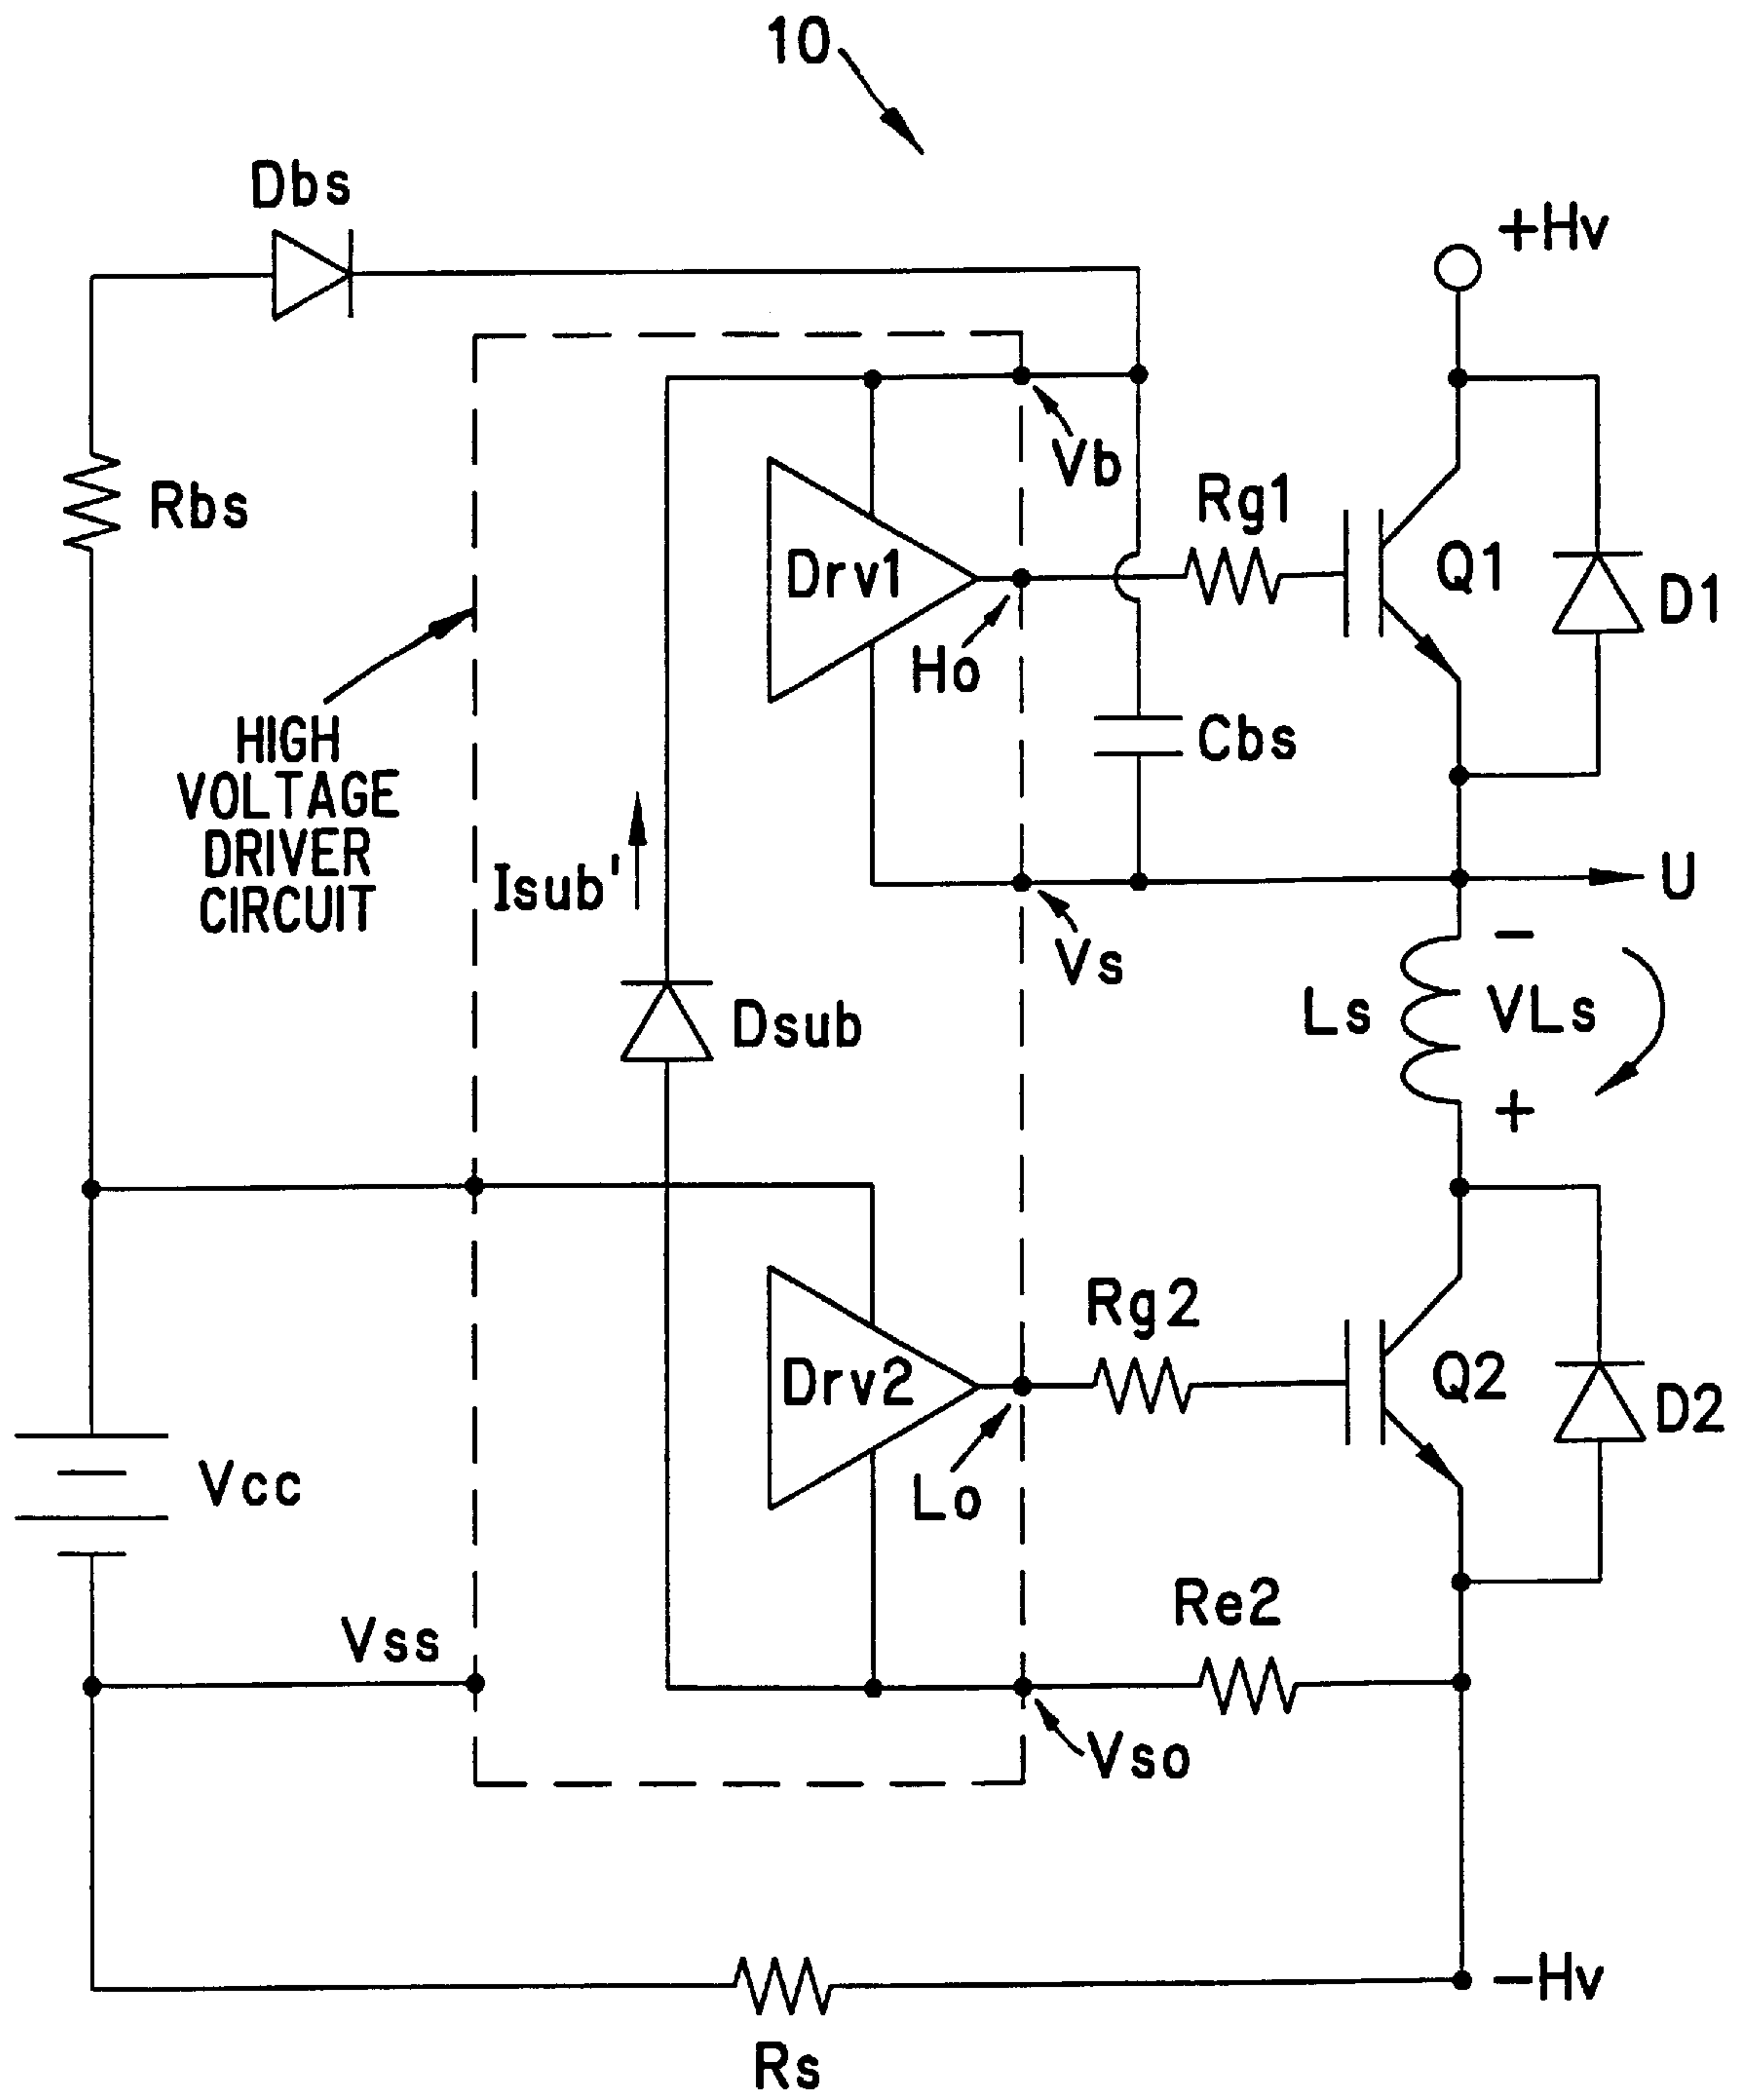 10
Dbs
+Hv
Rbs
Vb
Rg1
Drv1
Q1
D1
Ho
HIGH
VOLTAGE
DRIVER
CIRCUIT
Cbs
Isub'
U
Vs
−
Ls
VLs
+
Dsub
Rg2
Drv2
Q2
D2
Lo
Vcc
Re2
Vss
Vso
−Hv
Rs